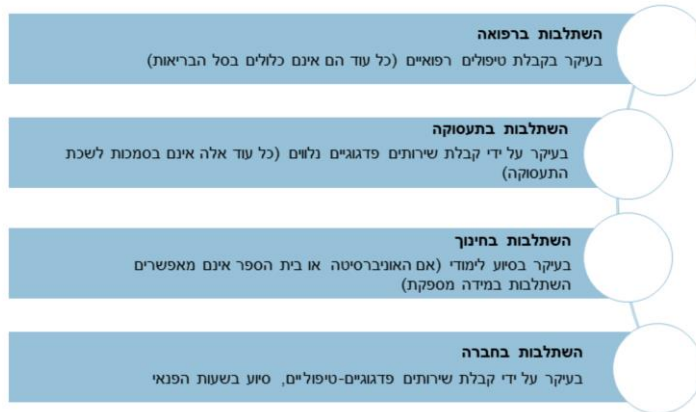 השתלבות ברפואה
בעיקר בקבלת טיפולים רפואיים (כל עוד הם אינם כלולים בסל הבריאות)
השתלבות בתעסוקה
בעיקר על ידי קבלת שירותים פדגוגיים נלווים (כל עוד אלה אינם בסמכות לשכת
התעסוקה)
השתלבות בחינוך
בעיקר בסיוע לימודי (אם האוניברסיטה או בית הספר אינם מאפשרים
השתלבות במידה מספקת)
השתלבות בחברה
בעיקר על ידי קבלת שירותים פדגוגיים-טיפוליים, סיוע בשעות הפנאי